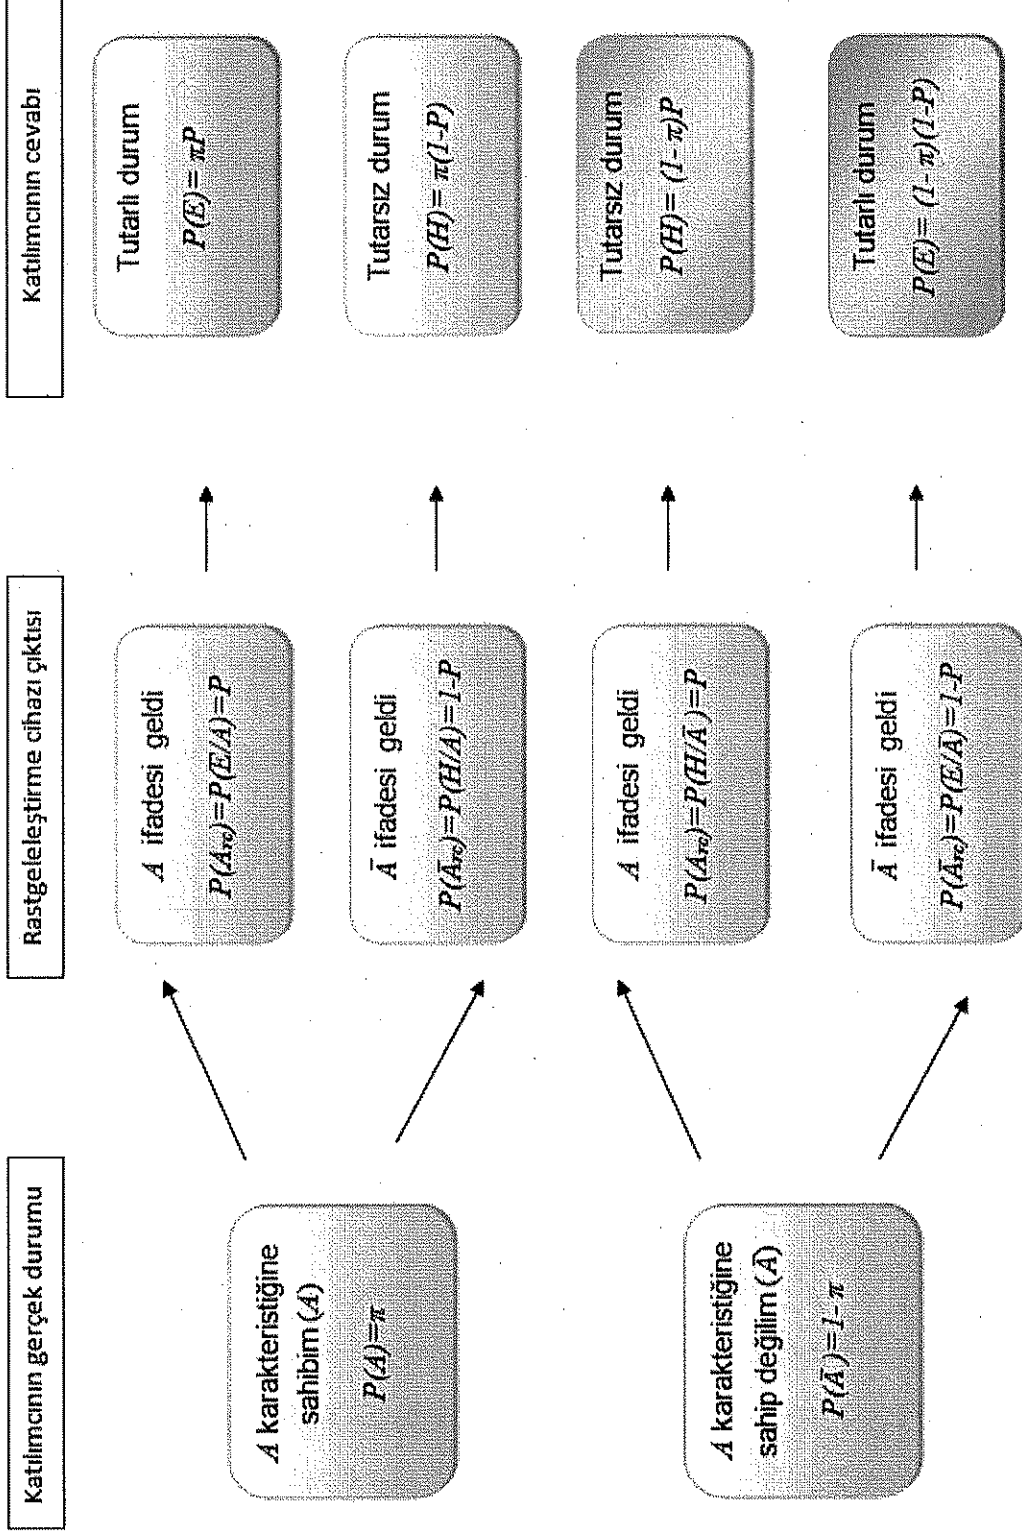 Katılımcının gerçek durumu
A karakteristiğine
sahibim (A)
P(A)=π
A karakteristiğine
sahip değilim (Ā)
P(Ā)=1-π
Rastgeleleştirme cihazı çıktısı
A ifadesi geldi
P(A_rc)=P(E/A)=P
Ā ifadesi geldi
P(Ā_rc)=P(H/A)=1-P
A ifadesi geldi
P(A_rc)=P(H/Ā)=P
Ā ifadesi geldi
P(Ā_rc)=P(E/Ā)=1-P
Katılımcının cevabı
Tutarlı durum
P(E)= πP
Tutarsız durum
P(H)= π(1-P)
Tutarsız durum
P(H)= (1- π)P
Tutarlı durum
P(E)= (1- π)(1-P)